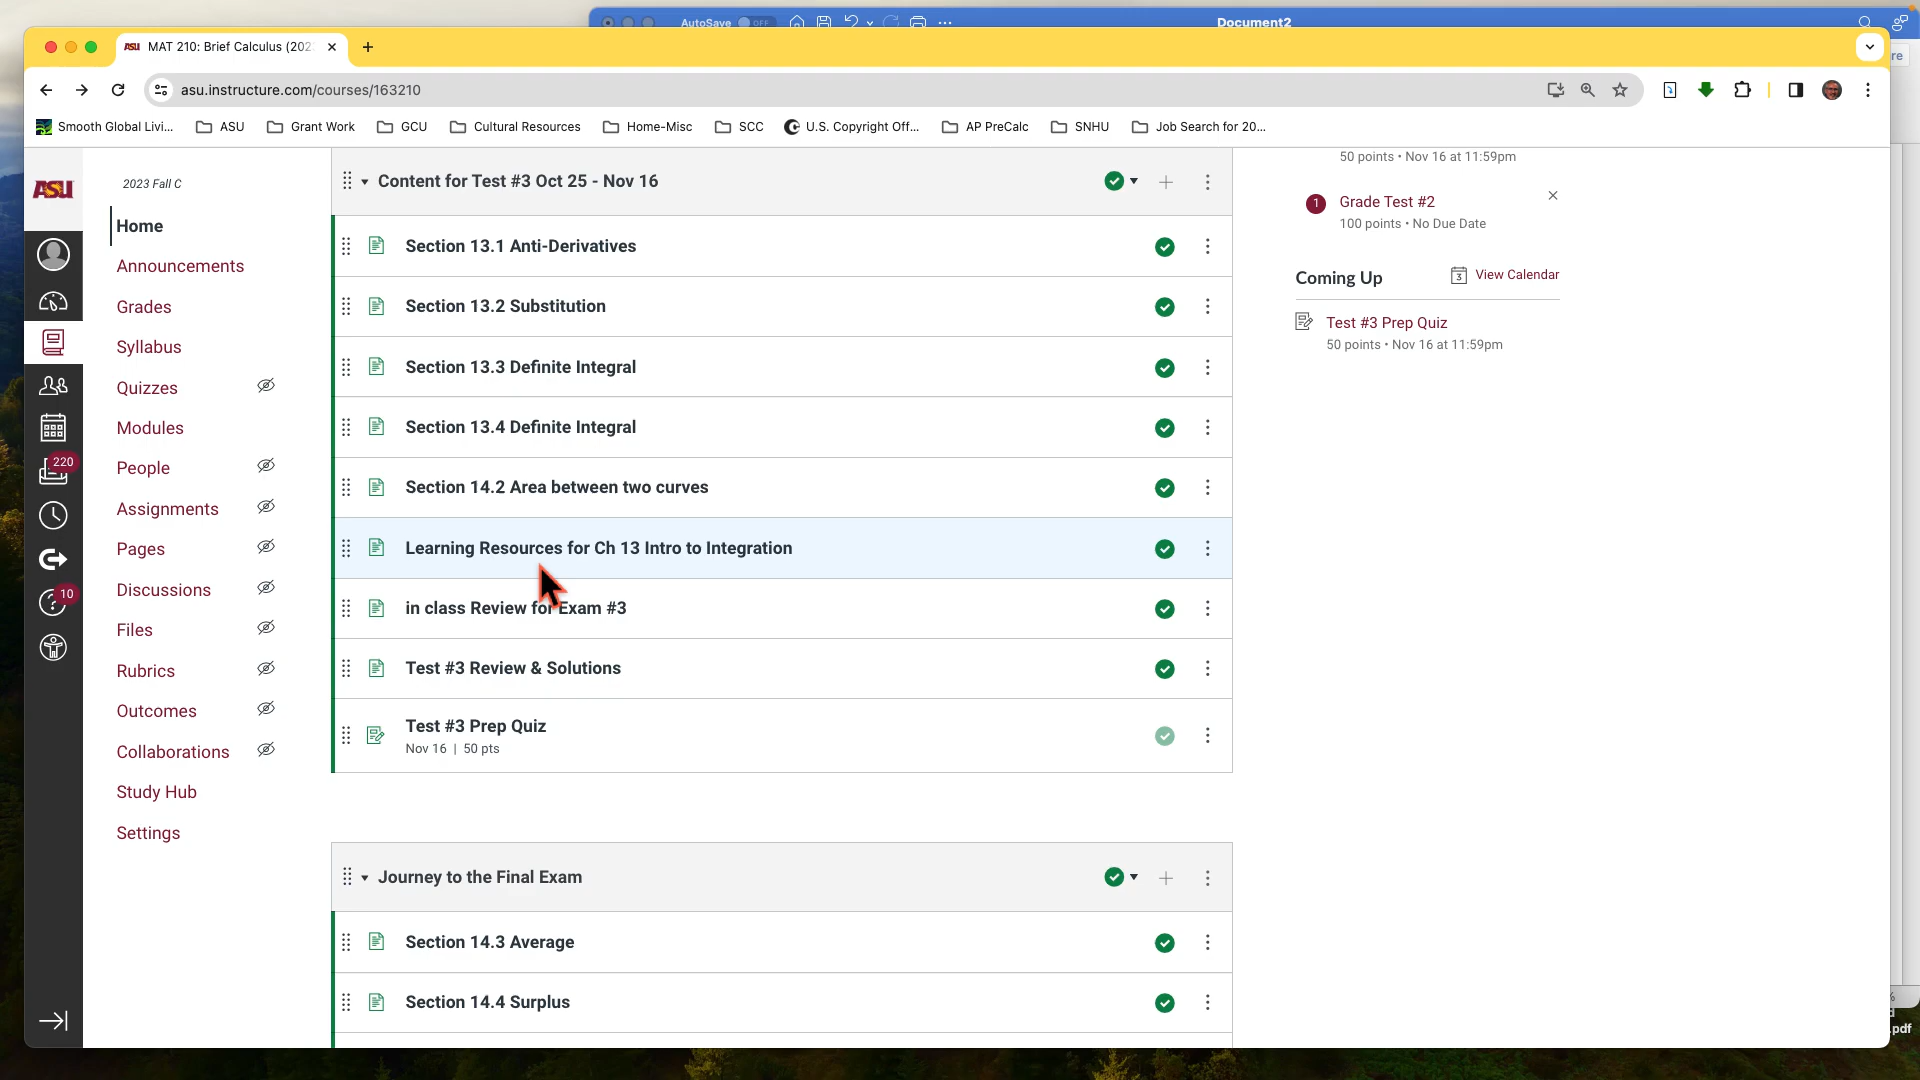 AutoSave OFF
Document2
ASU MAT 210: Brief Calculus (202
re
asu.instructure.com/courses/163210
Smooth Global Livi...
ASU
Grant Work
GCU
Cultural Resources
Home-Misc
SCC
U.S. Copyright Off...
AP PreCalc
SNHU
Job Search for 20...
ASU
220
10
2023 Fall C
Home
Announcements
Grades
Syllabus
Quizzes
Modules
People
Assignments
Pages
Discussions
Files
Rubrics
Outcomes
Collaborations
Study Hub
Settings
Content for Test #3 Oct 25 - Nov 16
Section 13.1 Anti-Derivatives
Section 13.2 Substitution
Section 13.3 Definite Integral
Section 13.4 Definite Integral
Section 14.2 Area between two curves
Learning Resources for Ch 13 Intro to Integration
in class Review for Exam #3
Test #3 Review & Solutions
Test #3 Prep Quiz
Nov 16 | 50 pts
Journey to the Final Exam
Section 14.3 Average
Section 14.4 Surplus
50 points • Nov 16 at 11:59pm
1 Grade Test #2
100 points • No Due Date
Coming Up
3 View Calendar
Test #3 Prep Quiz
50 points • Nov 16 at 11:59pm
%
d
.pdf